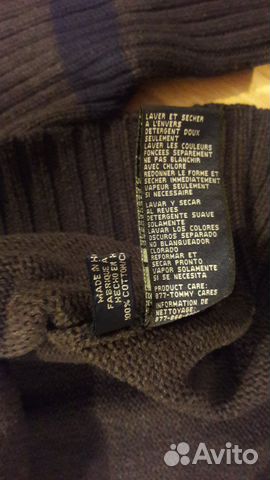 LAVER ET SECHER
A L'ENVERS
DETERGENT DOUX
SEULEMENT
LAVER LES COULEURS
FONCEES SEPAREMENT
NE PAS BLANCHIR
AVEC CHLORE
REDONNER LE FORME ET
SECHER IMMEDIATEMENT
VAPEUR SEULEMENT
SI NECESSAIRE
LAVAR Y SECAR
AL REVES
DETERGENTE SUAVE
SOLAMENTE
LAVAR LOS COLORES
OSCUROS SEPARADO
NO BLANQUEADOR
CLORADO
REFORMAR ET
SECAR PRONTO
VAPOR SOLAMENTE
SI SE NECESITA
PRODUCT CARE:
877-TOMMY CARES
INFORMATION DE
NETTOYAGE:
MADE IN
FABRIQUE A
HECHO
100% COTTON
Avito